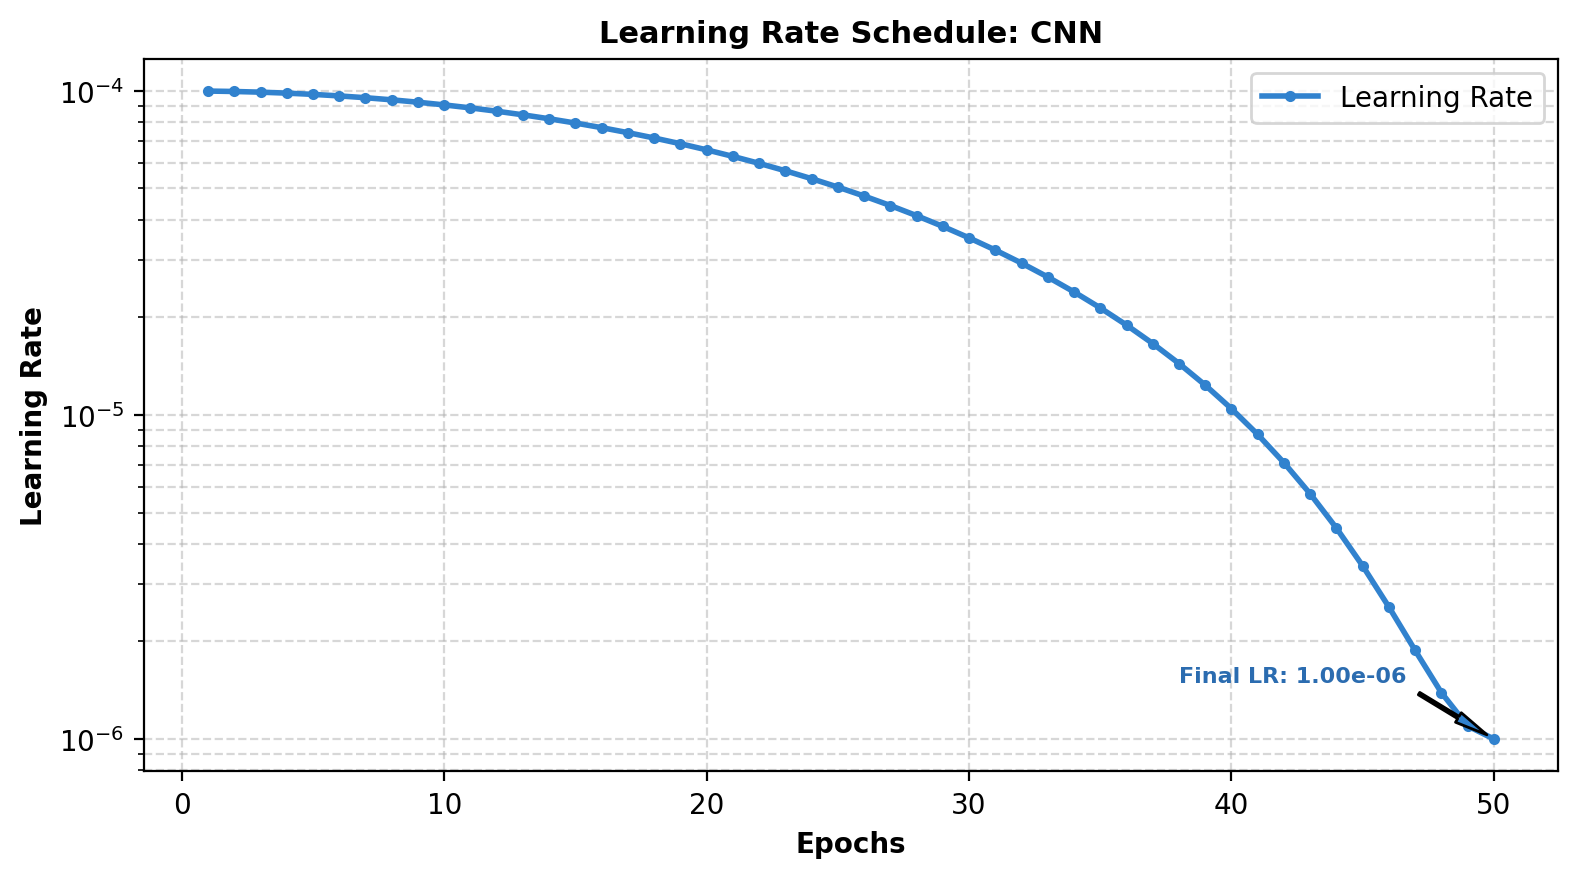 Learning Rate Schedule: CNN
Learning Rate
10⁻⁴
10⁻⁵
10⁻⁶
Learning Rate
Final LR: 1.00e-06
0 10 20 30 40 50
Epochs